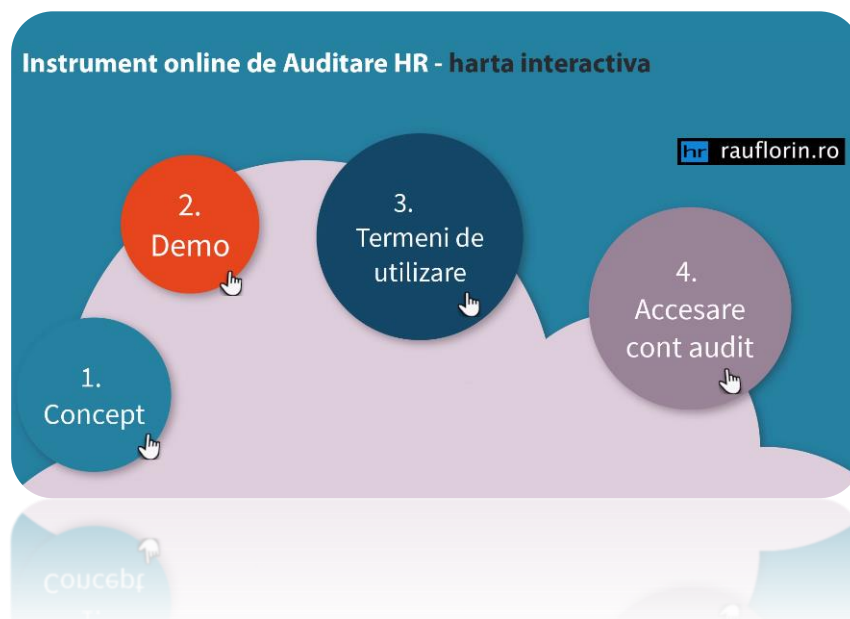 Instrument online de Auditare HR - harta interactiva
hr rauflorin.ro
1.
Concept
2.
Demo
3.
Termeni de
utilizare
4.
Accesare
cont audit